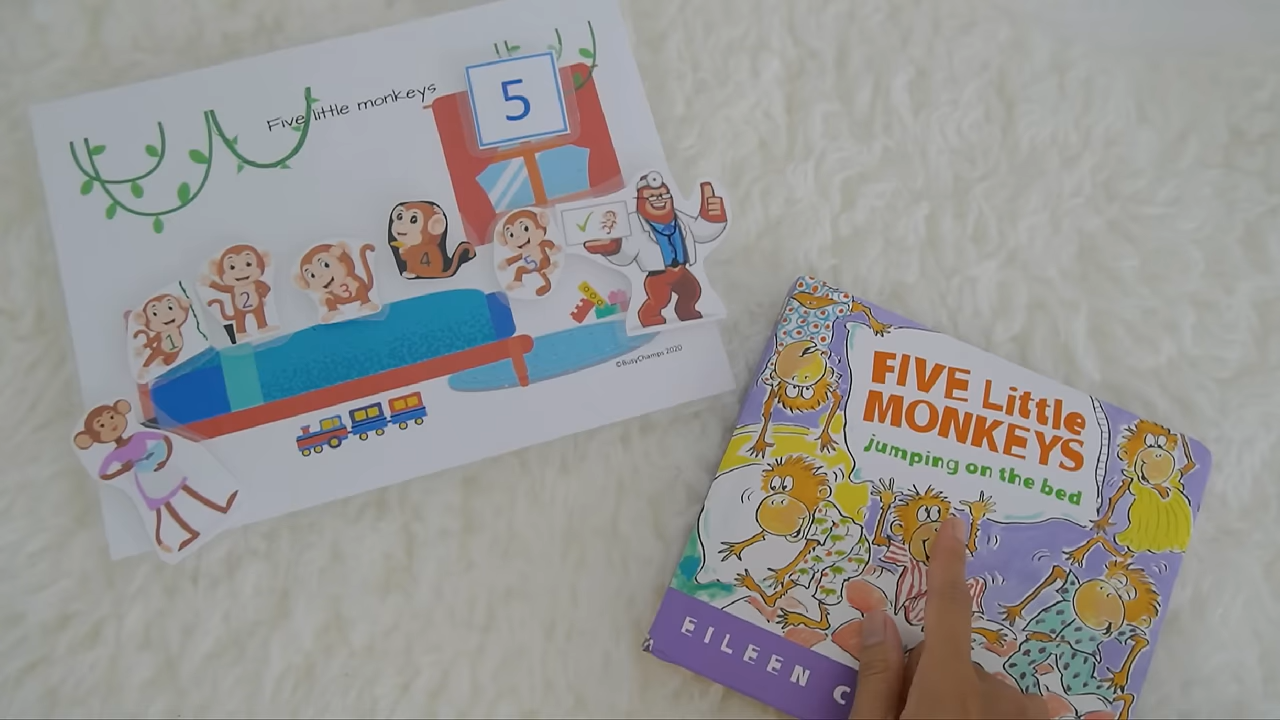 Five little monkeys
5
1
2
3
4
5
©BusyChamps 2020
FIVE Little
MONKEYS
jumping on the bed
EILEEN C